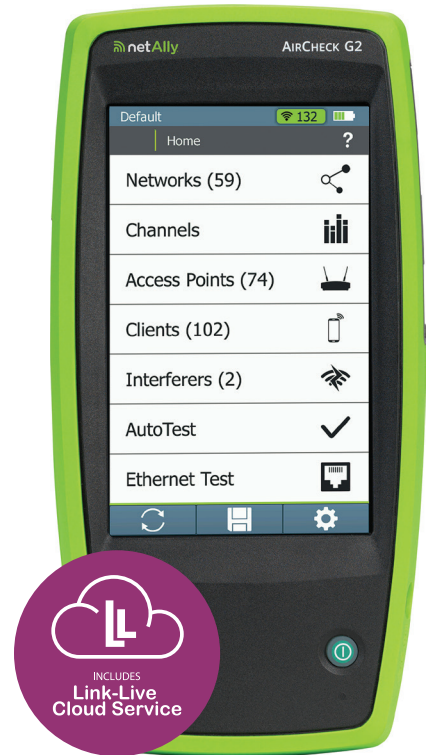 netAlly AIRCHECK G2
Default 132
Home ?
Networks (59)
Channels
Access Points (74)
Clients (102)
Interferers (2)
AutoTest
Ethernet Test
LL
INCLUDES
Link-Live
Cloud Service